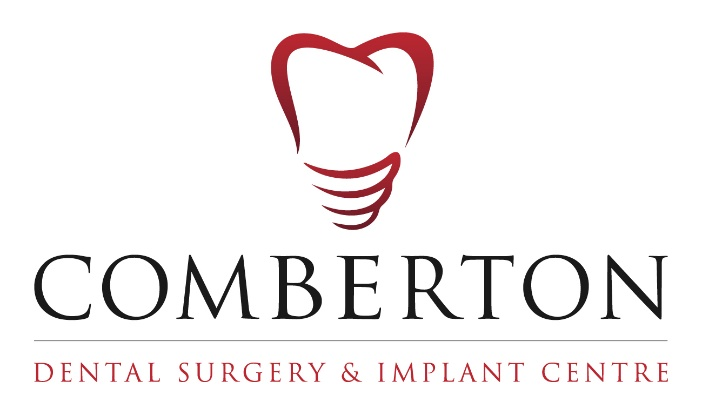 COMBERTON
DENTAL SURGERY & IMPLANT CENTRE